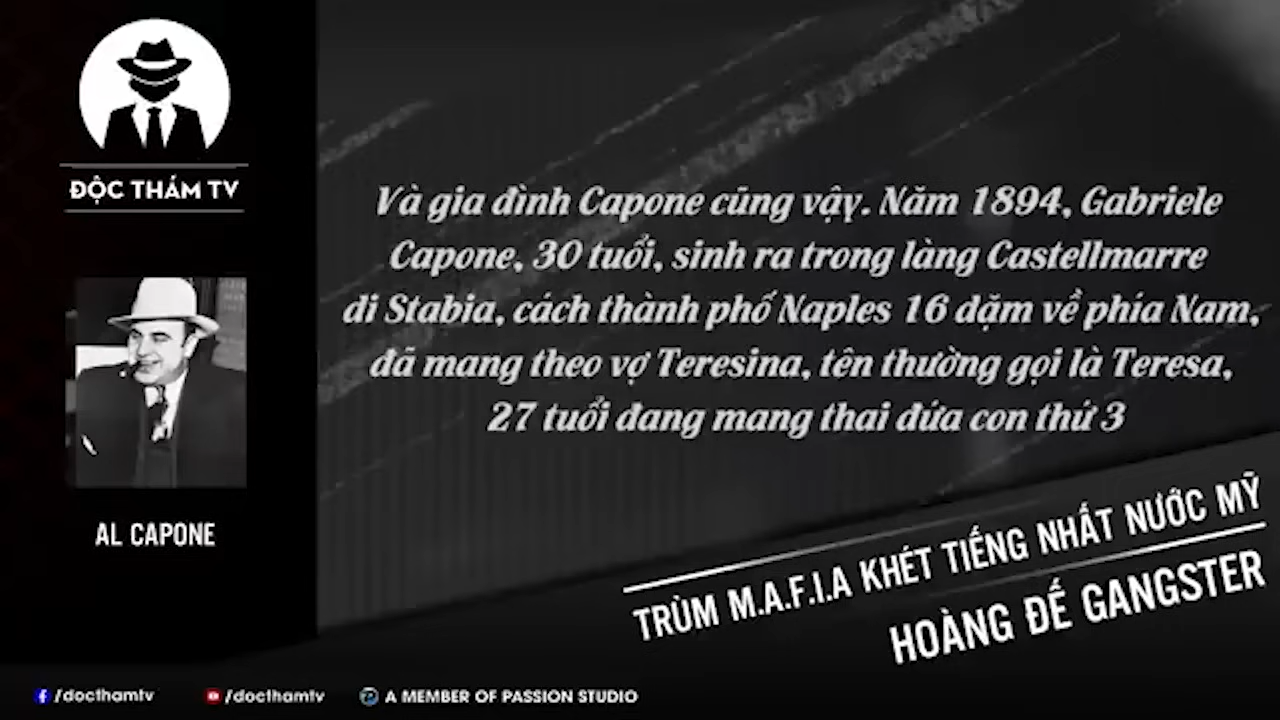 ĐỘC THÁM TV
Và gia đình Capone cũng vậy. Năm 1894, Gabriele
Capone, 30 tuổi, sinh ra trong làng Castellmarre
di Stabia, cách thành phố Naples 16 dặm về phía Nam,
đã mang theo vợ Teresina, tên thường gọi là Teresa,
27 tuổi đang mang thai đứa con thứ 3
AL CAPONE
TRÙM M.A.F.I.A KHÉT TIẾNG NHẤT NƯỚC MỸ
HOÀNG ĐẾ GANGSTER
/docthamtv
/docthamtv
A MEMBER OF PASSION STUDIO